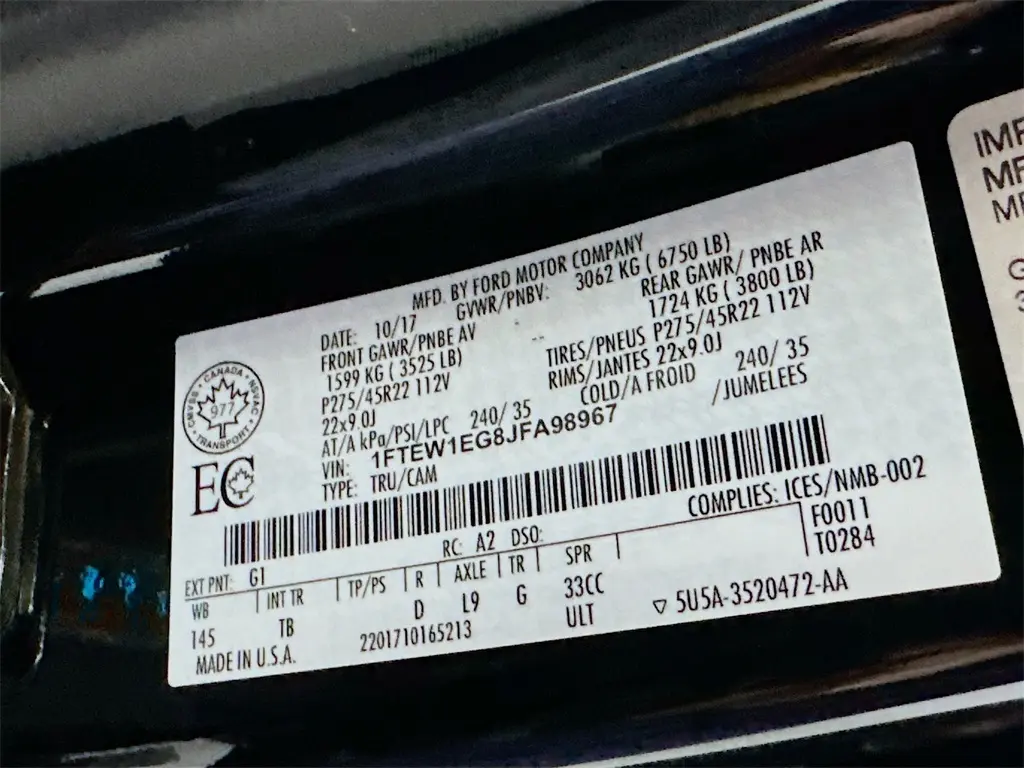 MFD. BY FORD MOTOR COMPANY
DATE: 10/17 GVWR/PNBV: 3062 KG ( 6750 LB)
FRONT GAWR/PNBE AV REAR GAWR/ PNBE AR
1599 KG ( 3525 LB) 1724 KG ( 3800 LB)
P275/45R22 112V TIRES/PNEUS P275/45R22 112V
22x9.0J RIMS/JANTES 22x9.0J
AT/A kPa/PSI/LPC 240/ 35 COLD/A FROID 240/ 35
VIN: 1FTEW1EG8JFA98967 /JUMELEES
TYPE: TRU/CAM
CANADA
NSVAC
TRANSPORT
CMVSS
977
EC
COMPLIES: ICES/NMB-002
EXT PNT: G1 RC: A2 DSO: F0011
WB INT TR TP/PS R AXLE TR SPR T0284
145 TB D L9 G 33CC
2201710165213 ULT 5U5A-3520472-AA
MADE IN U.S.A.